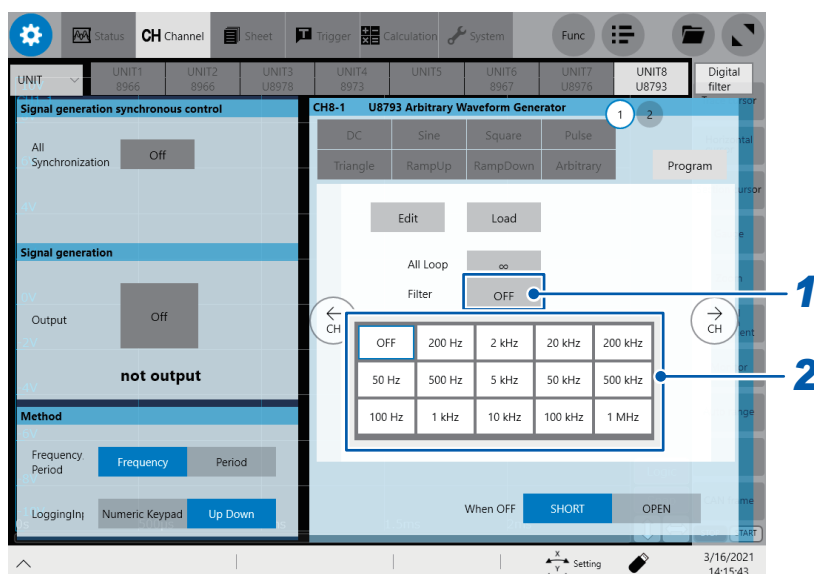 Status
CH Channel
Sheet
Trigger
Calculation
System
Func
UNIT
UNIT1
8966
UNIT2
8966
UNIT3
U8978
UNIT4
8973
UNIT5
UNIT6
8967
UNIT7
U8976
UNIT8
U8793
Digital
filter
Signal generation synchronous control
All
Synchronization
Off
Signal generation
Output
Off
not output
Method
Frequency
Period
Frequency
Period
LoggingIn
Numeric Keypad
Up Down
CH8-1 U8793 Arbitrary Waveform Generator
1
2
DC
Sine
Square
Pulse
Triangle
RampUp
RampDown
Arbitrary
Program
Edit
Load
All Loop
∞
Filter
OFF
1
←
CH
→
CH
OFF 200 Hz 2 kHz 20 kHz 200 kHz
50 Hz 500 Hz 5 kHz 50 kHz 500 kHz
100 Hz 1 kHz 10 kHz 100 kHz 1 MHz
2
When OFF
SHORT
OPEN
X
Y
Setting
3/16/2021
14:15:43